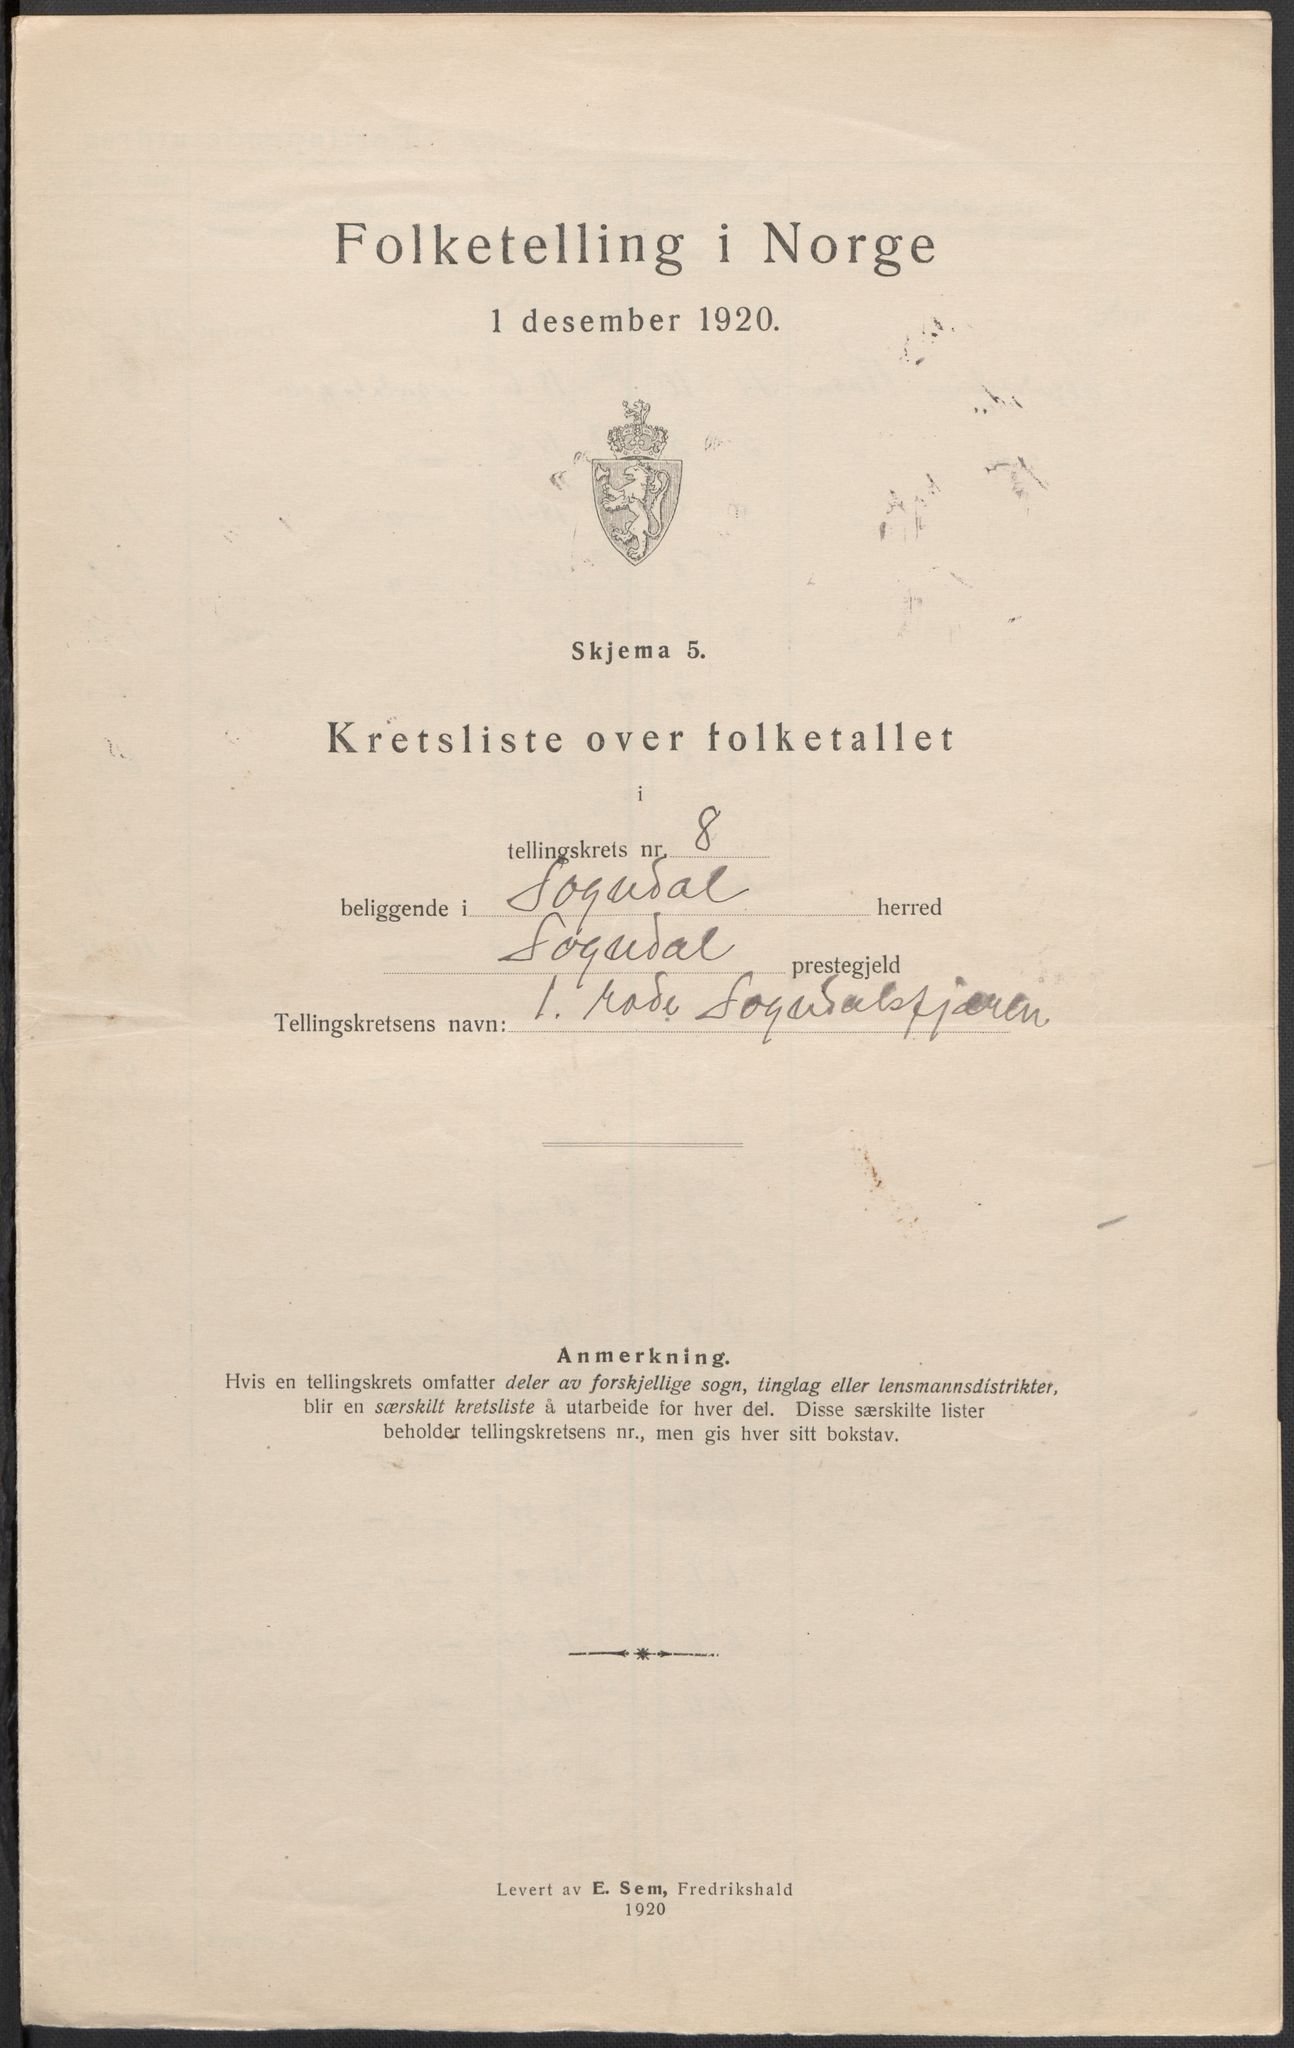 Folketelling i Norge
1 desember 1920.
Skjema 5.
Kretsliste over folketallet
i
tellingskrets nr. 8
beliggende i Sogndal herred
Sogndal prestegjeld
Tellingskretsens navn: 1. rode Sogndalsfjæren
Anmerkning.
Hvis en tellingskrets omfatter deler av forskjellige sogn, tinglag eller lensmannsdistrikter,
blir en særskilt kretsliste å utarbeide for hver del. Disse særskilte lister
beholder tellingskretsens nr., men gis hver sitt bokstav.
Levert av E. Sem, Fredrikshald
1920